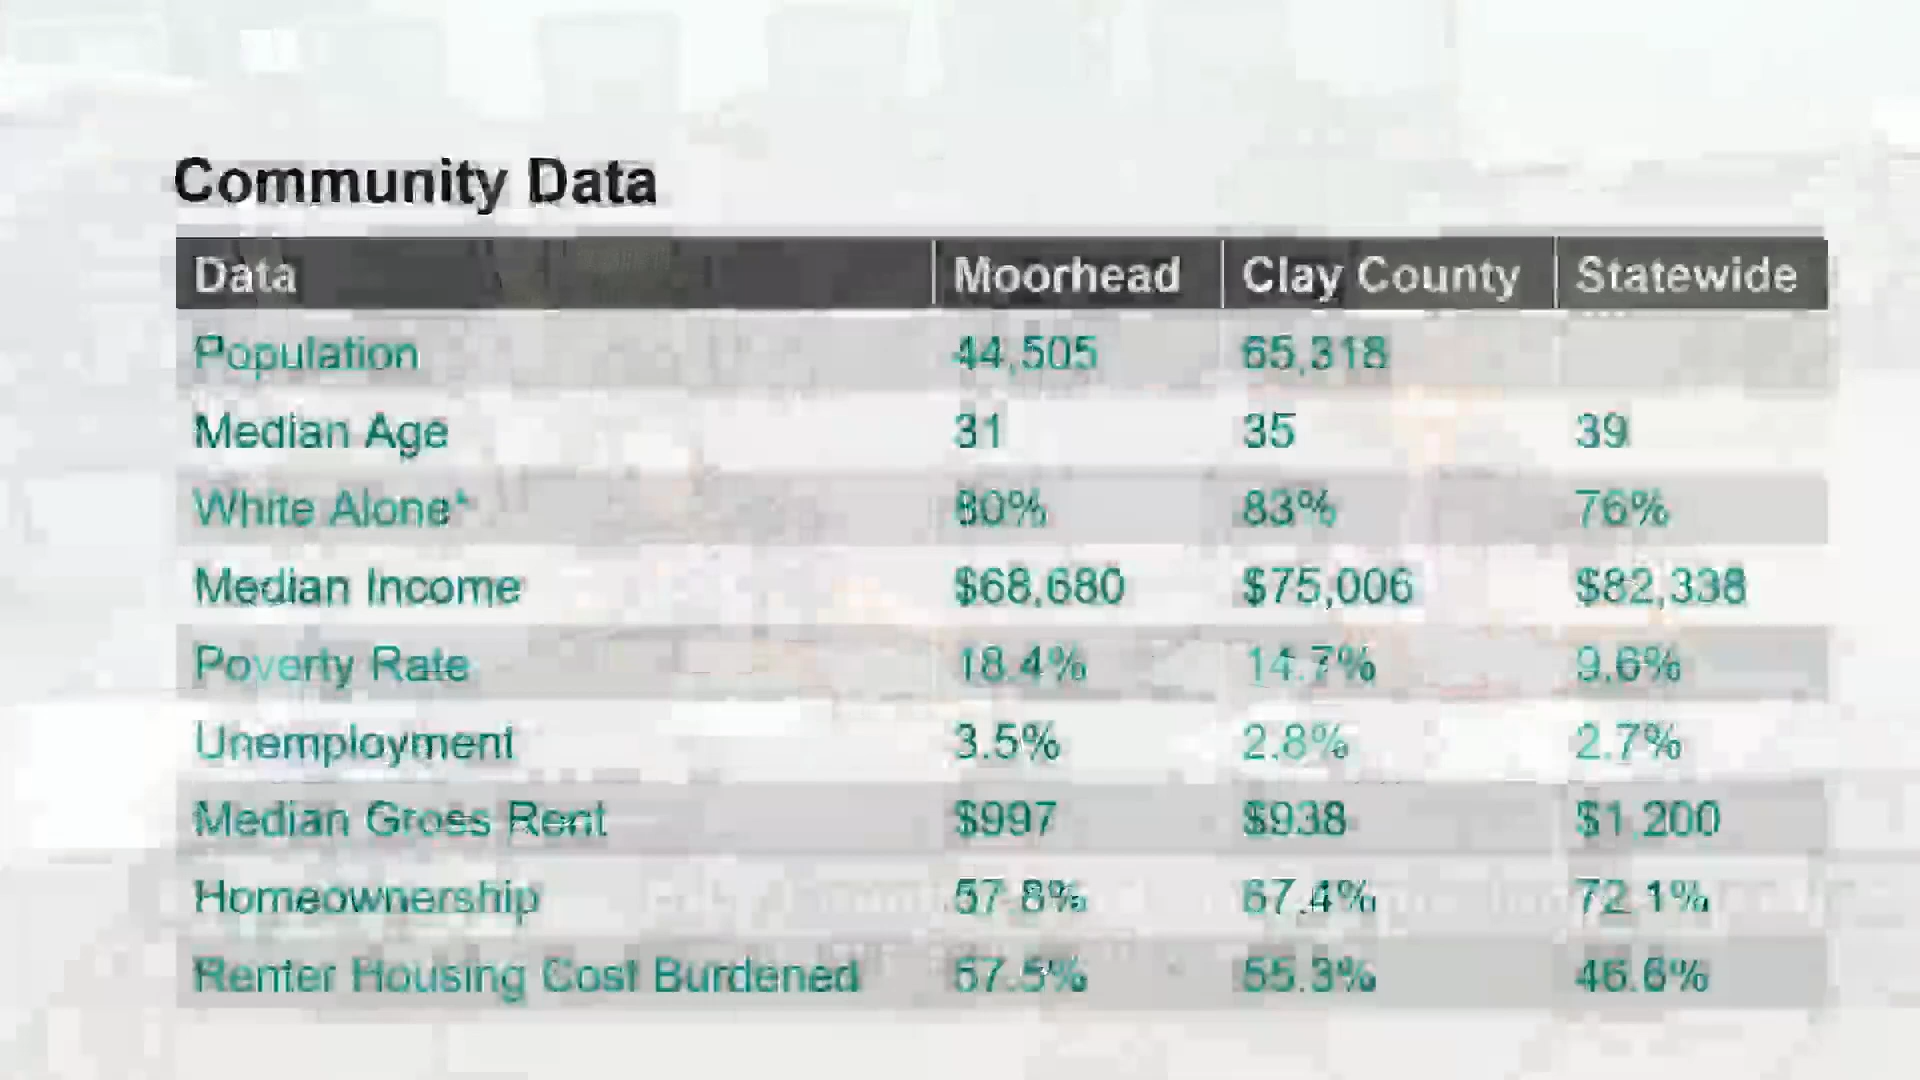 Community Data
Data Moorhead Clay County Statewide
Population 44,505 65,318
Median Age 31 35 39
White Alone* 80% 83% 76%
Median Income $68,680 $75,006 $82,338
Poverty Rate 18.4% 14.7% 9.6%
Unemployment 3.5% 2.8% 2.7%
Median Gross Rent $997 $938 $1,200
Homeownership 57.8% 67.4% 72.1%
Renter Housing Cost Burdened 57.5% 55.3% 46.6%